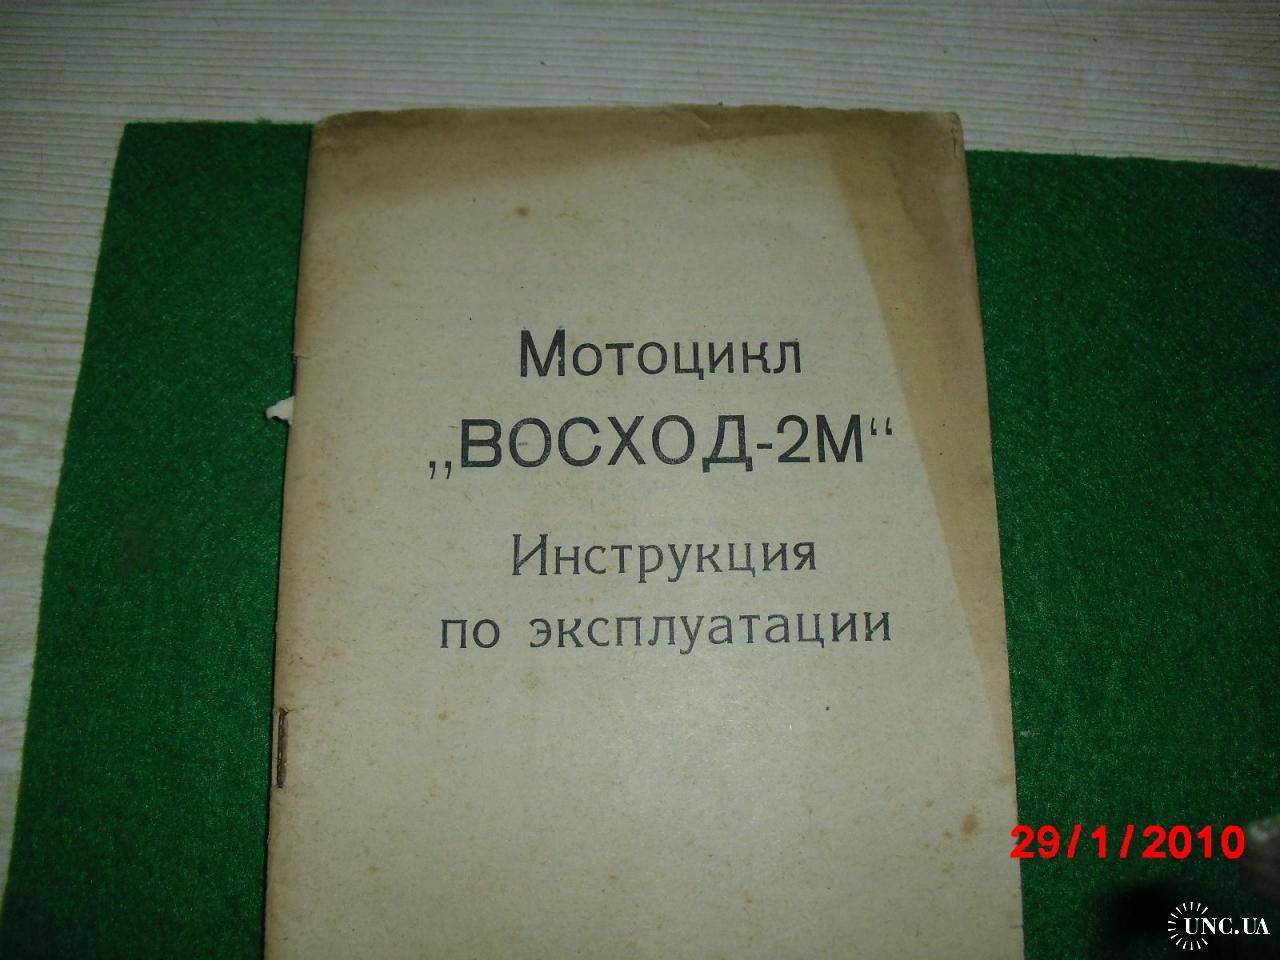 Мотоцикл
„ВОСХОД-2М“
Инструкция
по эксплуатации
29/1/2010
UNC.UA